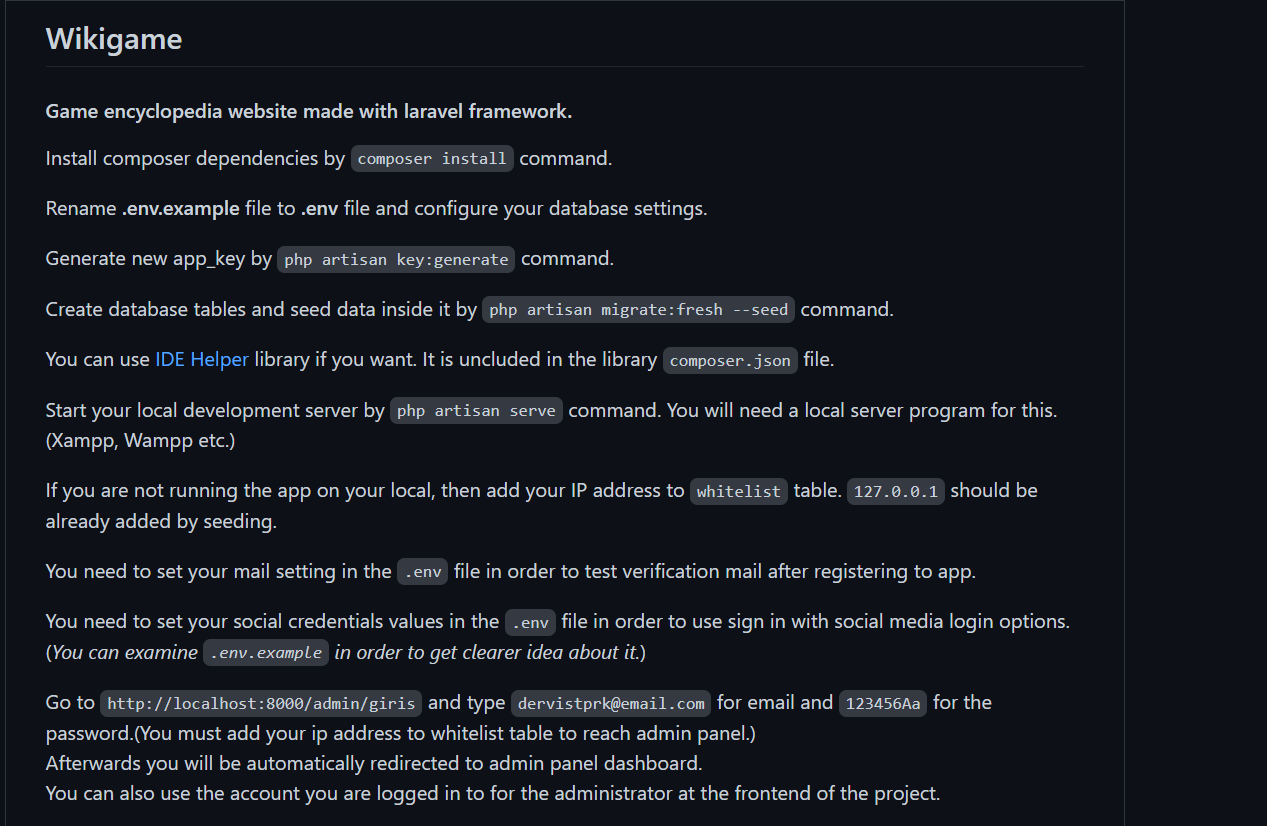 Wikigame
Game encyclopedia website made with laravel framework.
Install composer dependencies by composer install command.
Rename .env.example file to .env file and configure your database settings.
Generate new app_key by php artisan key:generate command.
Create database tables and seed data inside it by php artisan migrate:fresh --seed command.
You can use IDE Helper library if you want. It is uncluded in the library composer.json file.
Start your local development server by php artisan serve command. You will need a local server program for this.
(Xampp, Wampp etc.)
If you are not running the app on your local, then add your IP address to whitelist table. 127.0.0.1 should be
already added by seeding.
You need to set your mail setting in the .env file in order to test verification mail after registering to app.
You need to set your social credentials values in the .env file in order to use sign in with social media login options.
(You can examine .env.example in order to get clearer idea about it.)
Go to http://localhost:8000/admin/giris and type dervistprk@email.com for email and 123456Aa for the
password.(You must add your ip address to whitelist table to reach admin panel.)
Afterwards you will be automatically redirected to admin panel dashboard.
You can also use the account you are logged in to for the administrator at the frontend of the project.